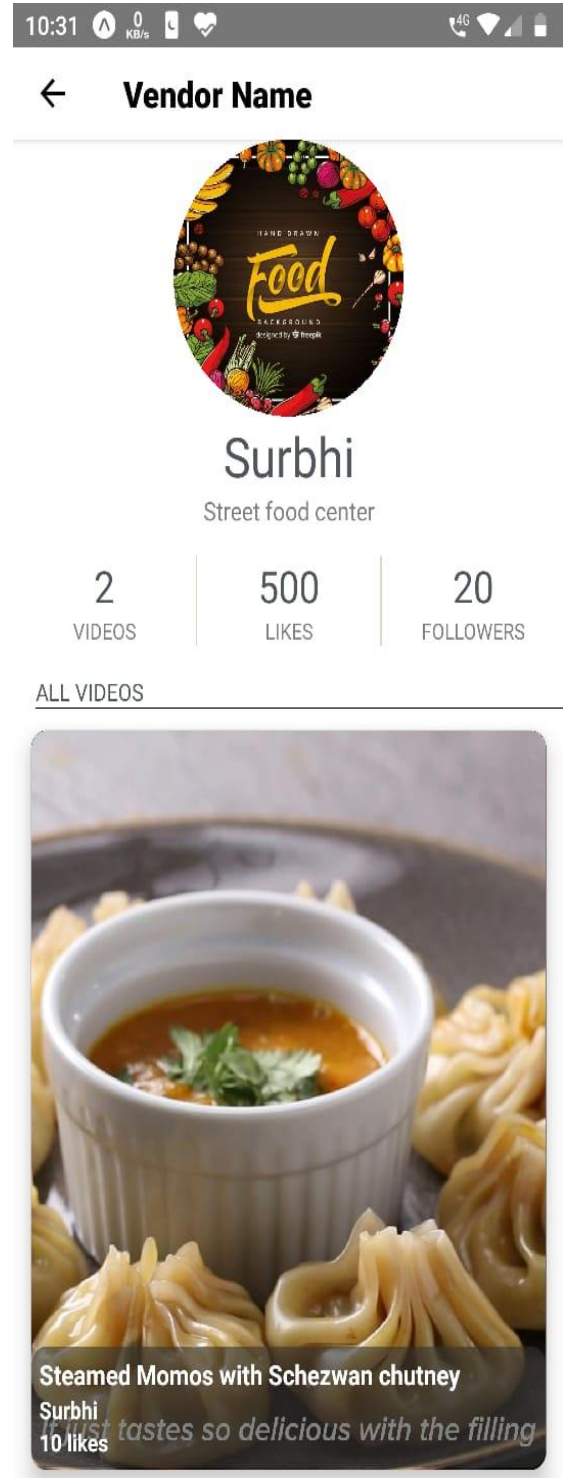 10:31 0 KB/s 4G
Vendor Name
HAND DRAWN
Food
BACKGROUND
designed by freepik
Surbhi
Street food center
2 500 20
VIDEOS LIKES FOLLOWERS
ALL VIDEOS
Steamed Momos with Schezwan chutney
Surbhi
10 likes
It just tastes so delicious with the filling